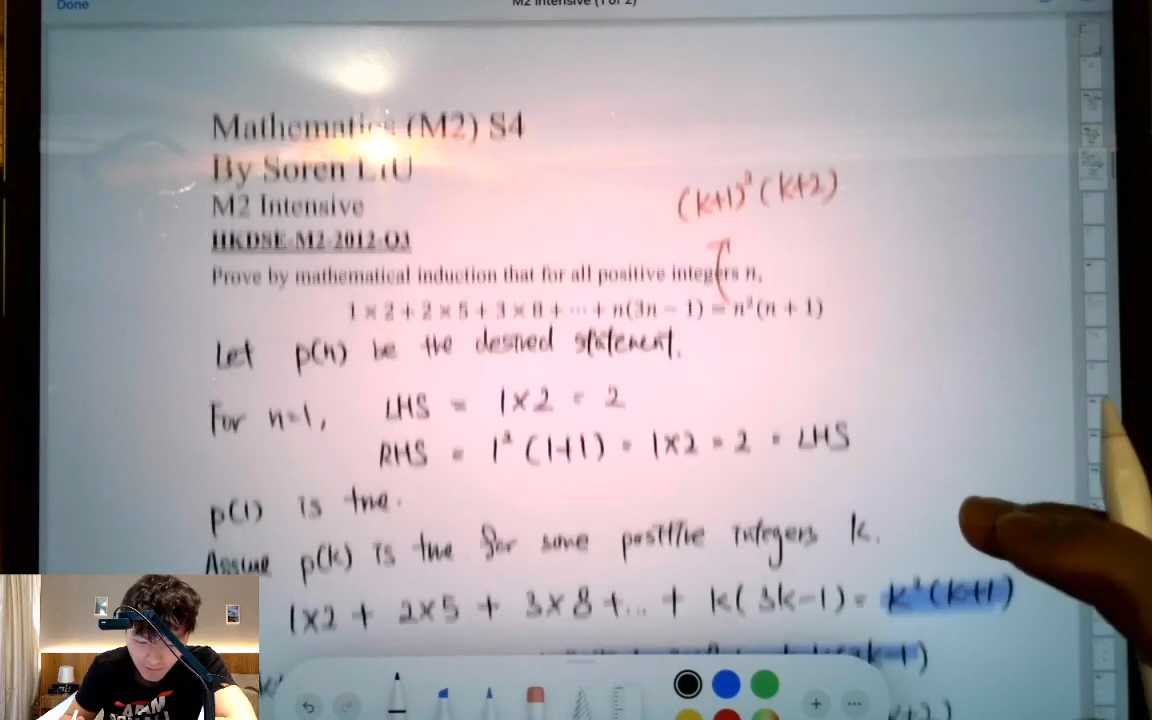 Done
M2 Intensive (1 of 2)
Mathematics (M2) S4
By Soren LIU
M2 Intensive
HKDSE-M2-2012-Q3
(k+1)²(k+2)
Prove by mathematical induction that for all positive integers n,
1 × 2 + 2 × 5 + 3 × 8 + ⋯ + n(3n − 1) = n²(n + 1)
Let p(n) be the desired statement.
For n=1, LHS = 1×2 = 2
RHS = 1²(1+1) = 1×2 = 2 = LHS
p(1) is true.
Assume p(k) is true for some positive integers k.
1×2 + 2×5 + 3×8 +... + k(3k-1) = k²(k+1)